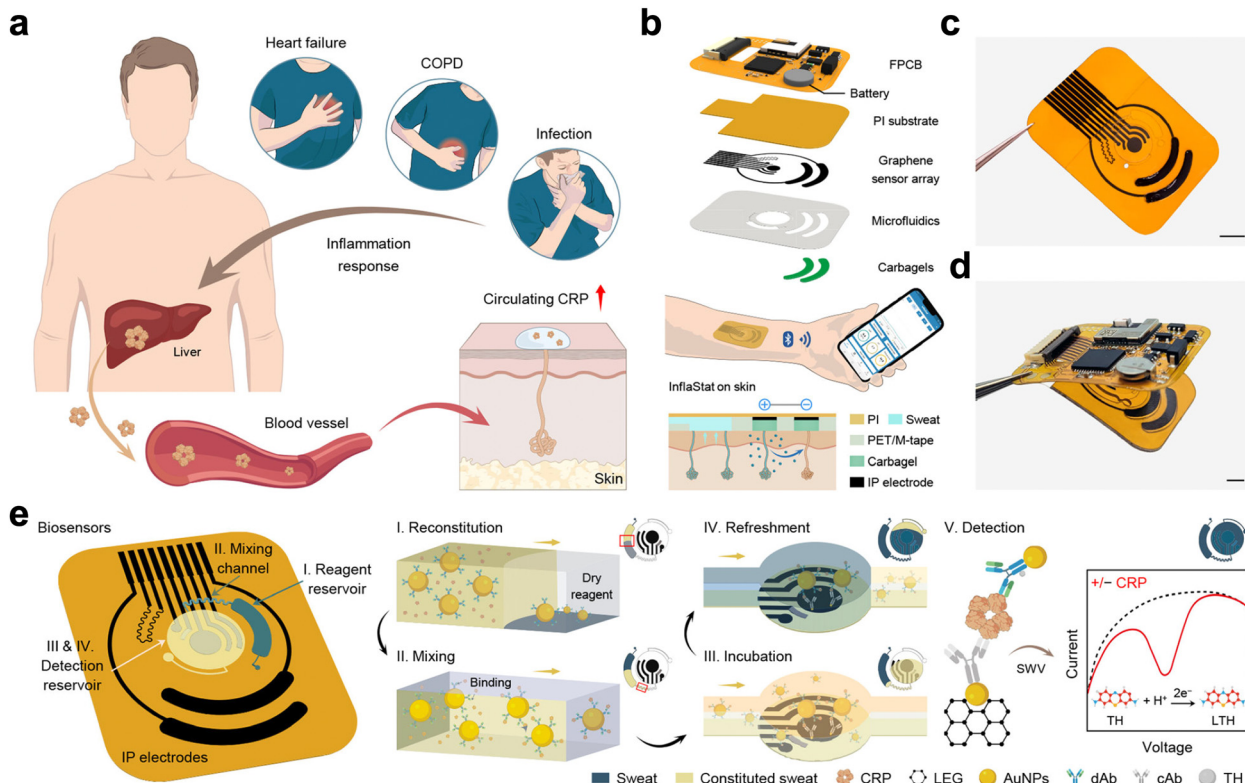 a
Heart failure
COPD
Infection
Inflammation
response
Circulating CRP
Liver
Blood vessel
Skin
b
FPCB
Battery
PI substrate
Graphene
sensor array
Microfluidics
Carbagels
InflaStat on skin
+
−
PI
Sweat
PET/M-tape
Carbagel
IP electrode
c
d
e
Biosensors
II. Mixing
channel
I. Reagent
reservoir
III & IV.
Detection
reservoir
IP electrodes
I. Reconstitution
Dry
reagent
II. Mixing
Binding
IV. Refreshment
III. Incubation
V. Detection
SWV
+/− CRP
Current
TH
+ H⁺
2e⁻
LTH
Voltage
Sweat
Constituted sweat
CRP
LEG
AuNPs
dAb
cAb
TH